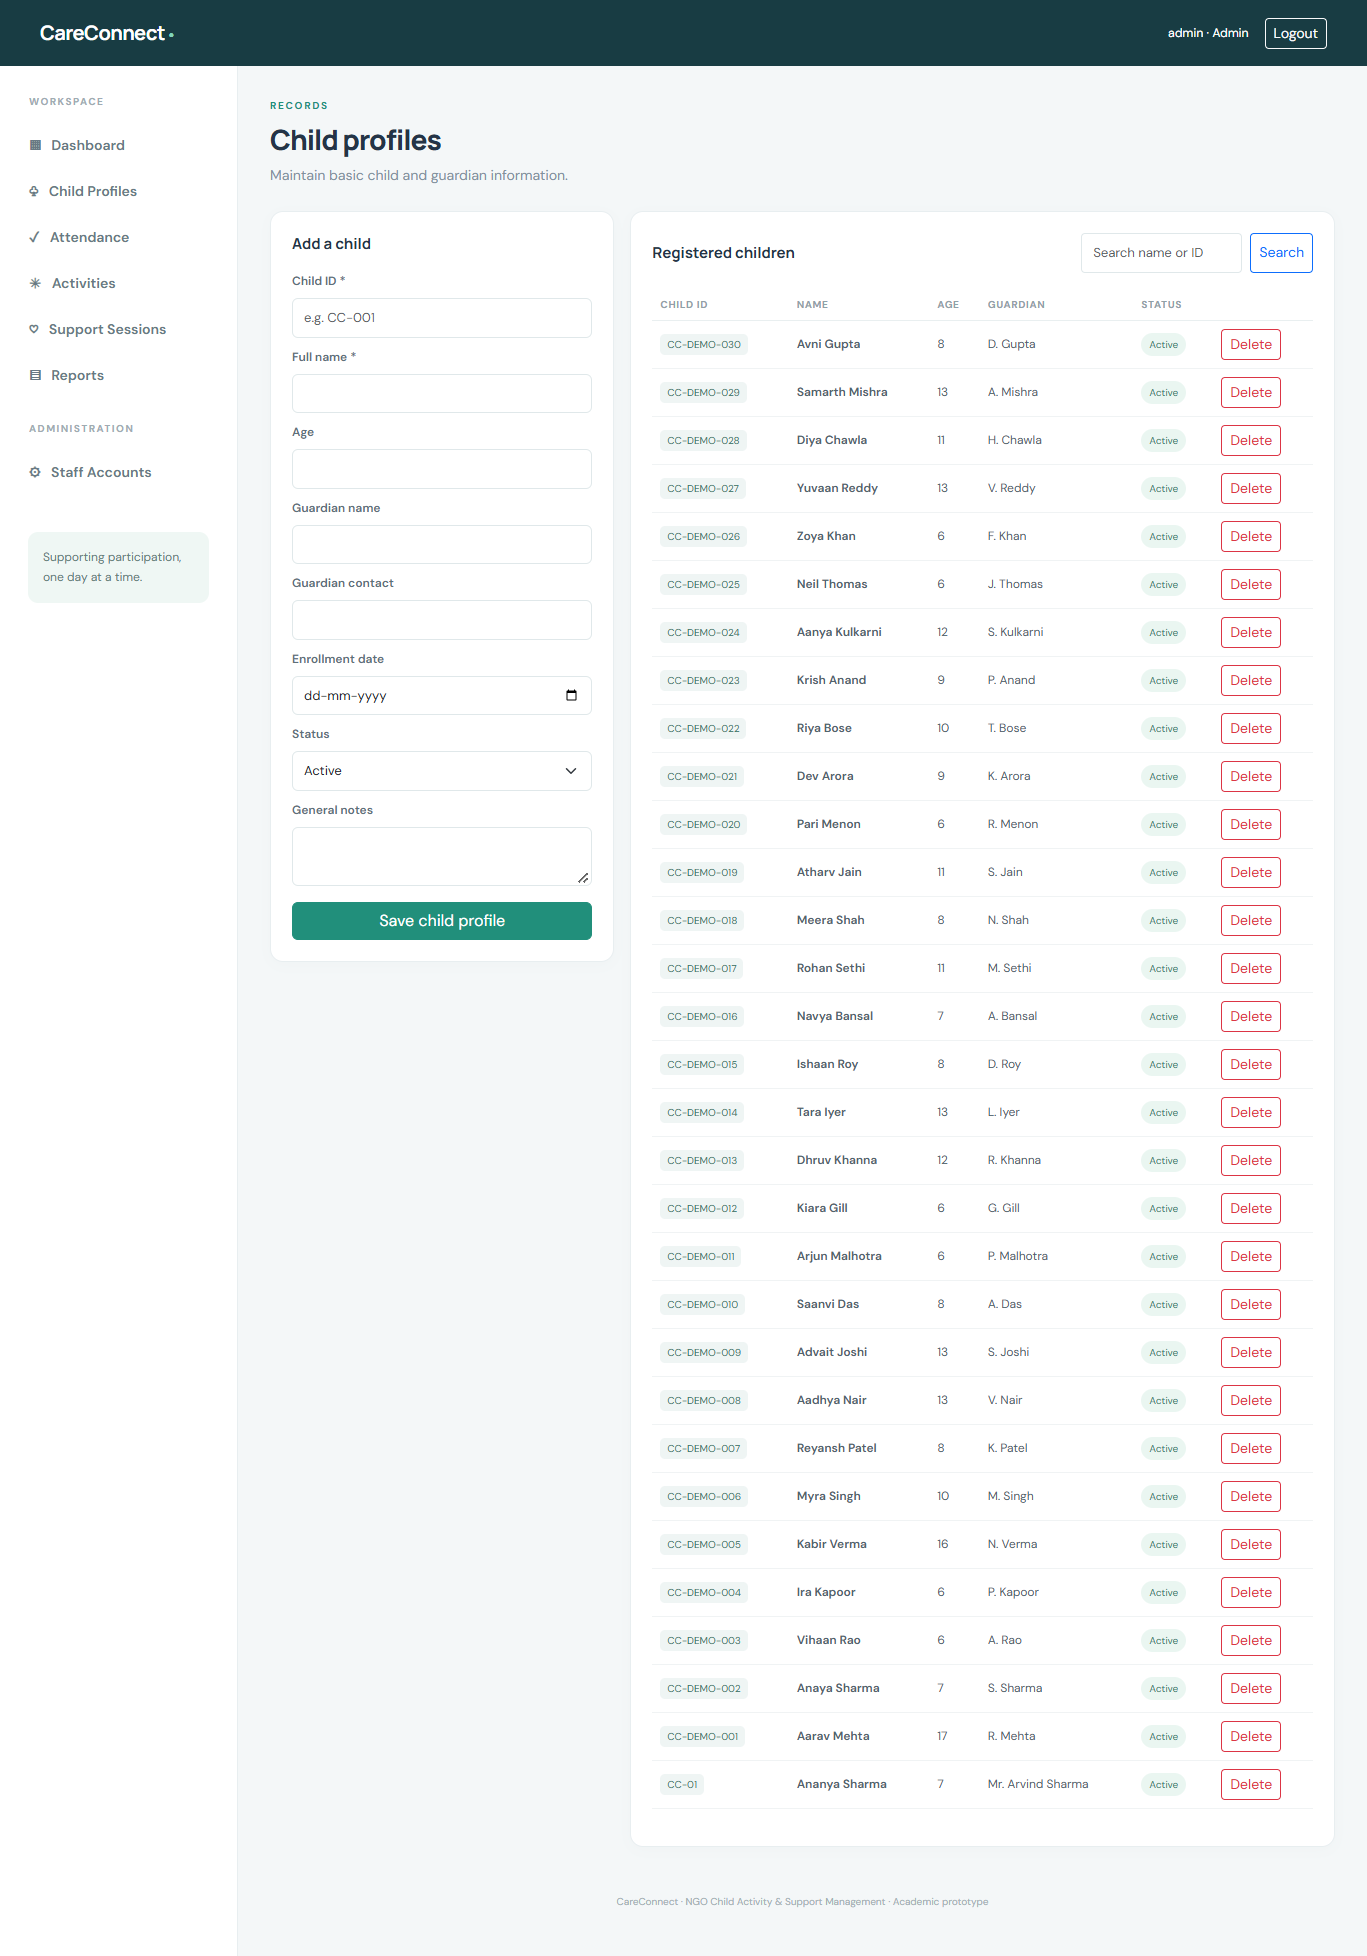 CareConnect
admin · Admin
Logout
WORKSPACE
Dashboard
Child Profiles
Attendance
Activities
Support Sessions
Reports
ADMINISTRATION
Staff Accounts
Supporting participation,
one day at a time.
RECORDS
Child profiles
Maintain basic child and guardian information.
Add a child
Child ID *
e.g. CC-001
Full name *
Age
Guardian name
Guardian contact
Enrollment date
dd-mm-yyyy
Status
Active
General notes
Save child profile
Registered children
Search name or ID
Search
CHILD ID NAME AGE GUARDIAN STATUS
CC-DEMO-030 Avni Gupta 8 D. Gupta Active Delete
CC-DEMO-029 Samarth Mishra 13 A. Mishra Active Delete
CC-DEMO-028 Diya Chawla 11 H. Chawla Active Delete
CC-DEMO-027 Yuvaan Reddy 13 V. Reddy Active Delete
CC-DEMO-026 Zoya Khan 6 F. Khan Active Delete
CC-DEMO-025 Neil Thomas 6 J. Thomas Active Delete
CC-DEMO-024 Aanya Kulkarni 12 S. Kulkarni Active Delete
CC-DEMO-023 Krish Anand 9 P. Anand Active Delete
CC-DEMO-022 Riya Bose 10 T. Bose Active Delete
CC-DEMO-021 Dev Arora 9 K. Arora Active Delete
CC-DEMO-020 Pari Menon 6 R. Menon Active Delete
CC-DEMO-019 Atharv Jain 11 S. Jain Active Delete
CC-DEMO-018 Meera Shah 8 N. Shah Active Delete
CC-DEMO-017 Rohan Sethi 11 M. Sethi Active Delete
CC-DEMO-016 Navya Bansal 7 A. Bansal Active Delete
CC-DEMO-015 Ishaan Roy 8 D. Roy Active Delete
CC-DEMO-014 Tara Iyer 13 L. Iyer Active Delete
CC-DEMO-013 Dhruv Khanna 12 R. Khanna Active Delete
CC-DEMO-012 Kiara Gill 6 G. Gill Active Delete
CC-DEMO-011 Arjun Malhotra 6 P. Malhotra Active Delete
CC-DEMO-010 Saanvi Das 8 A. Das Active Delete
CC-DEMO-009 Advait Joshi 13 S. Joshi Active Delete
CC-DEMO-008 Aadhya Nair 13 V. Nair Active Delete
CC-DEMO-007 Reyansh Patel 8 K. Patel Active Delete
CC-DEMO-006 Myra Singh 10 M. Singh Active Delete
CC-DEMO-005 Kabir Verma 16 N. Verma Active Delete
CC-DEMO-004 Ira Kapoor 6 P. Kapoor Active Delete
CC-DEMO-003 Vihaan Rao 6 A. Rao Active Delete
CC-DEMO-002 Anaya Sharma 7 S. Sharma Active Delete
CC-DEMO-001 Aarav Mehta 17 R. Mehta Active Delete
CC-01 Ananya Sharma 7 Mr. Arvind Sharma Active Delete
CareConnect · NGO Child Activity & Support Management · Academic prototype